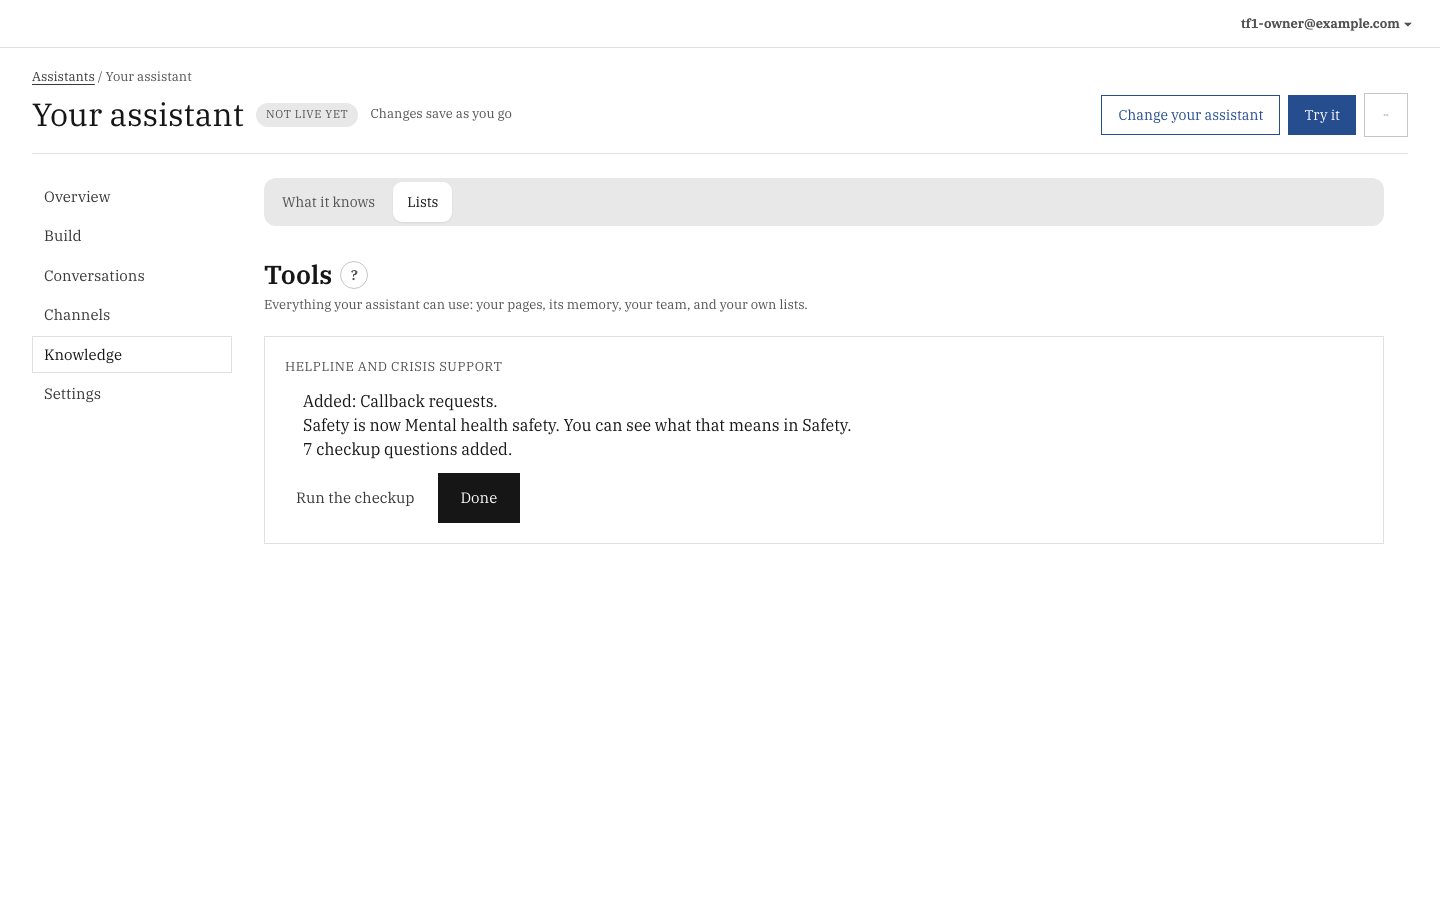 tf1-owner@example.com
Assistants / Your assistant
Your assistant
NOT LIVE YET
Changes save as you go
Change your assistant
Try it
Overview
Build
Conversations
Channels
Knowledge
Settings
What it knows
Lists
Tools
?
Everything your assistant can use: your pages, its memory, your team, and your own lists.
HELPLINE AND CRISIS SUPPORT
Added: Callback requests.
Safety is now Mental health safety. You can see what that means in Safety.
7 checkup questions added.
Run the checkup
Done